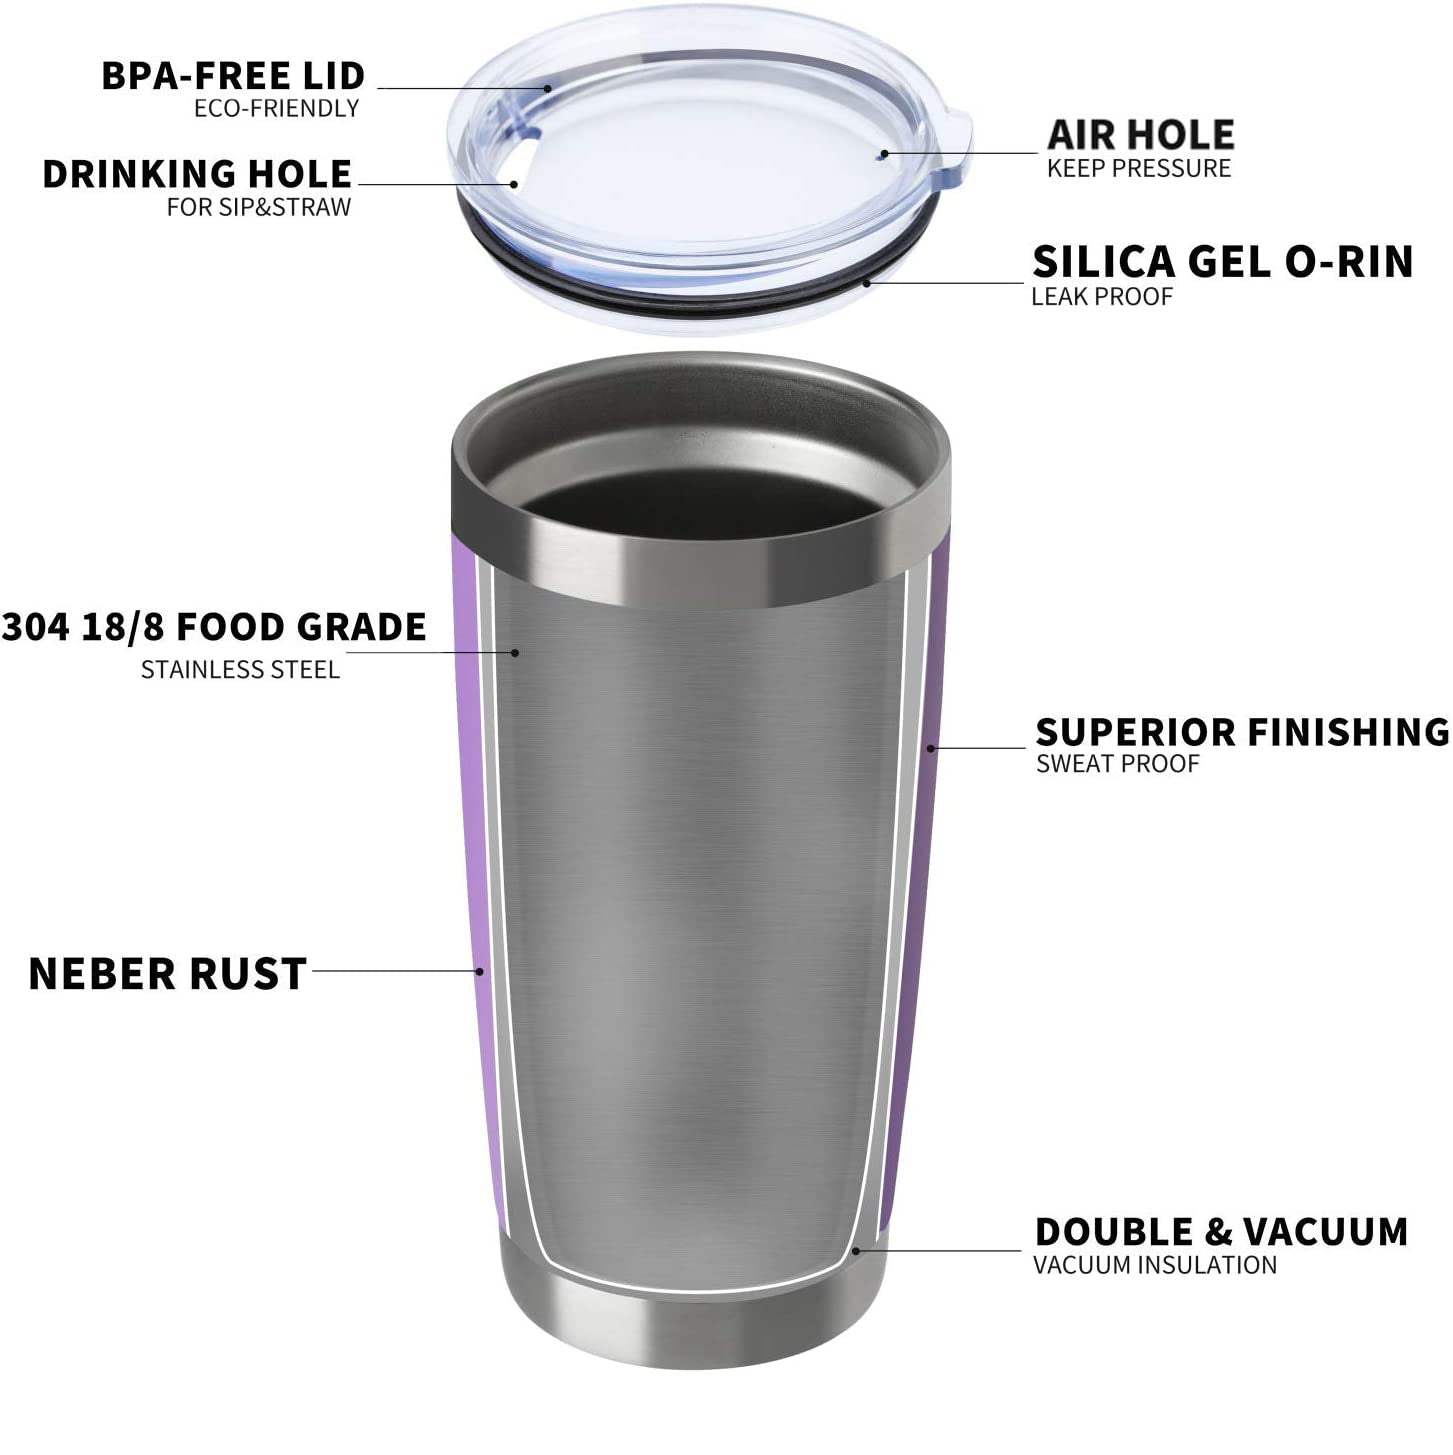 BPA-FREE LID
ECO-FRIENDLY
AIR HOLE
KEEP PRESSURE
DRINKING HOLE
FOR SIP&STRAW
SILICA GEL O-RIN
LEAK PROOF
304 18/8 FOOD GRADE
STAINLESS STEEL
SUPERIOR FINISHING
SWEAT PROOF
NEBER RUST
DOUBLE & VACUUM
VACUUM INSULATION